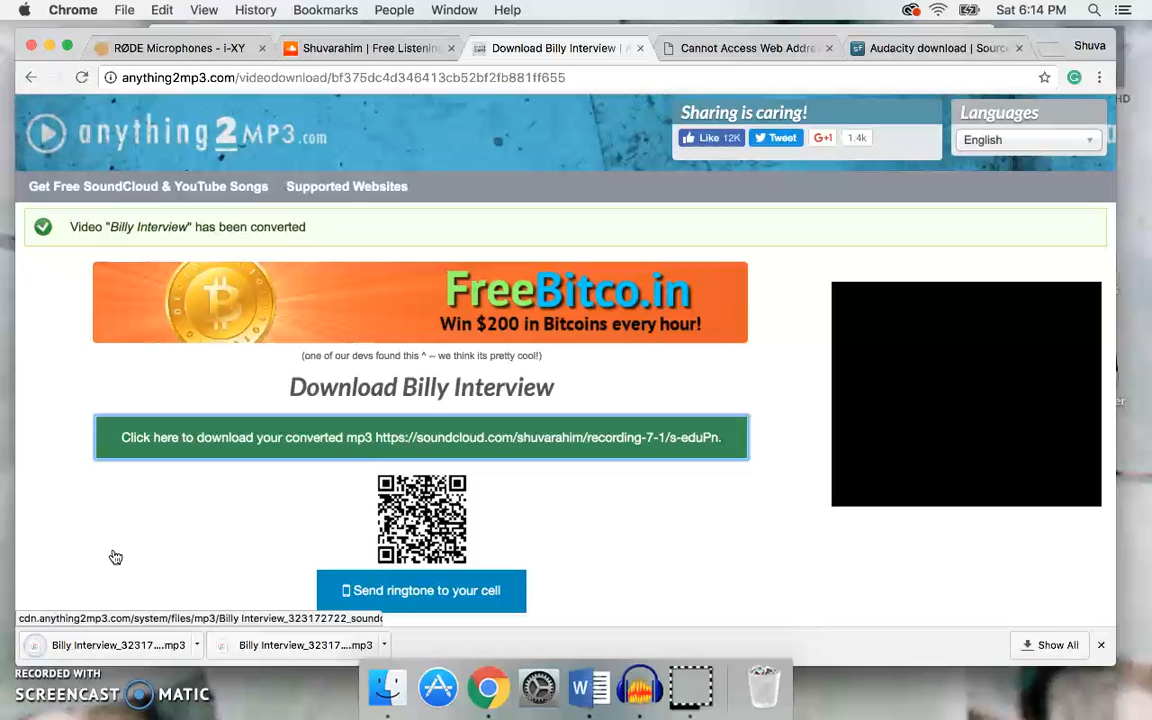 Chrome File Edit View History Bookmarks People Window Help Sat 6:14 PM
RØDE Microphones - i-XY Shuvarahim | Free Listening Download Billy Interview | Cannot Access Web Addre Audacity download | Sourc Shuva
anything2mp3.com/videodownload/bf375dc4d346413cb52bf2fb881ff655
HD
anything2MP3.com
Sharing is caring!
Like 12K Tweet G+1 1.4k
Languages
English
Get Free SoundCloud & YouTube Songs Supported Websites
Video "Billy Interview" has been converted
FreeBitco.in
Win $200 in Bitcoins every hour!
(one of our devs found this ^ -- we think its pretty cool!)
Download Billy Interview
Click here to download your converted mp3 https://soundcloud.com/shuvarahim/recording-7-1/s-eduPn.
Send ringtone to your cell
cdn.anything2mp3.com/system/files/mp3/Billy Interview_323172722_soundc
Billy Interview_32317....mp3 Billy Interview_32317....mp3 Show All
RECORDED WITH
SCREENCAST MATIC
W